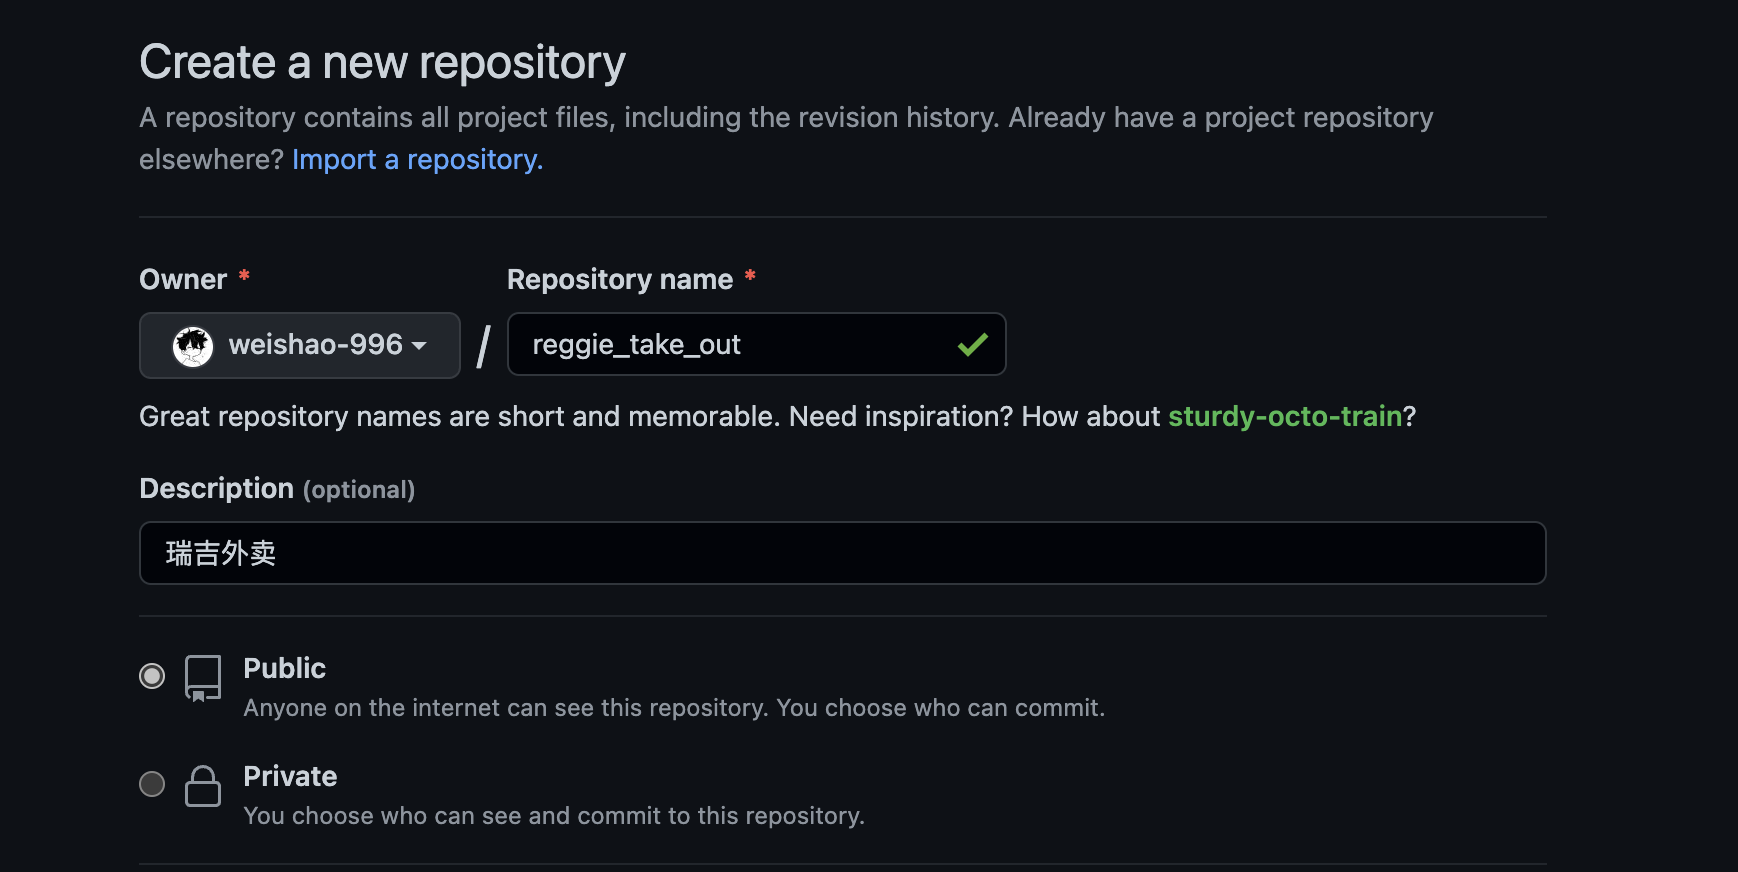 Create a new repository
A repository contains all project files, including the revision history. Already have a project repository
elsewhere? Import a repository.
Owner * Repository name *
weishao-996 / reggie_take_out
Great repository names are short and memorable. Need inspiration? How about sturdy-octo-train?
Description (optional)
瑞吉外卖
Public
Anyone on the internet can see this repository. You choose who can commit.
Private
You choose who can see and commit to this repository.